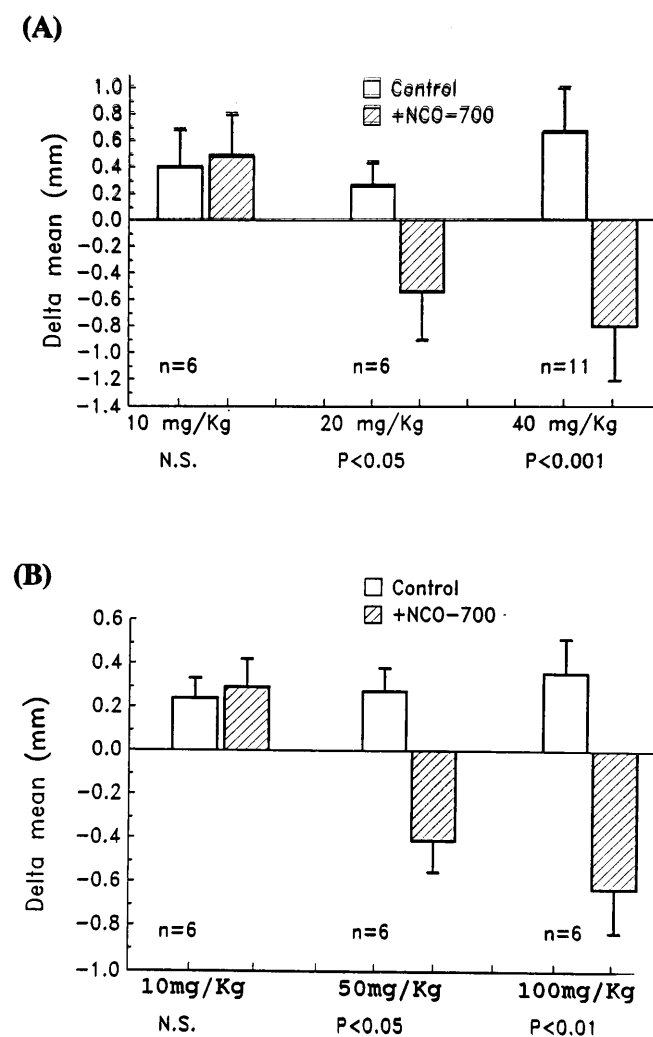 (A)
Control
+NCO-700
Delta mean (mm)
1.0
0.8
0.6
0.4
0.2
0.0
-0.2
-0.4
-0.6
-0.8
-1.0
-1.2
-1.4
n=6 n=6 n=11
10 mg/Kg 20 mg/Kg 40 mg/Kg
N.S. P<0.05 P<0.001
(B)
Control
+NCO-700
Delta mean (mm)
0.6
0.4
0.2
0.0
-0.2
-0.4
-0.6
-0.8
-1.0
n=6 n=6 n=6
10mg/Kg 50mg/Kg 100mg/Kg
N.S. P<0.05 P<0.01